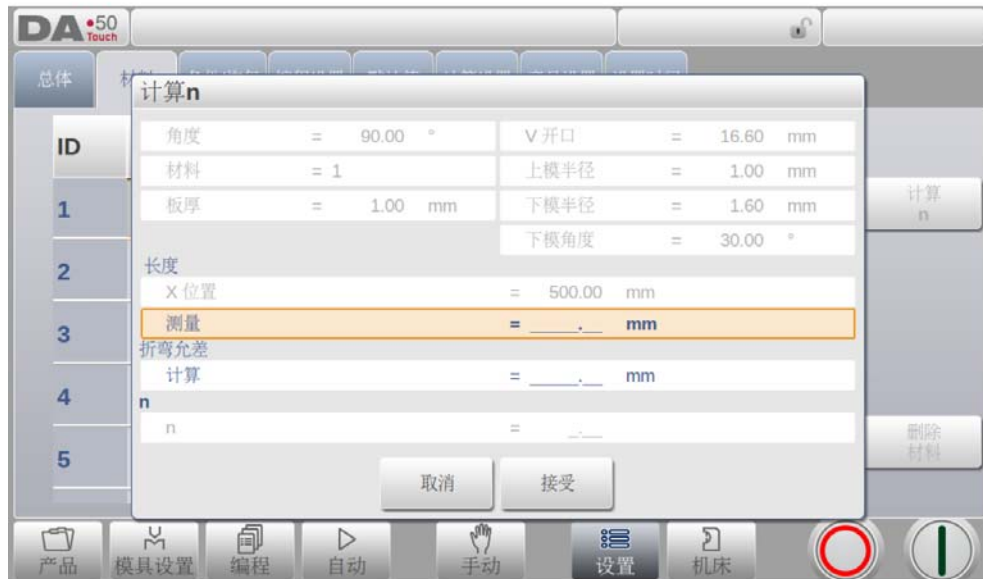 DA•50
Touch
总体
计算n
角度 = 90.00 °
V 开口 = 16.60 mm
材料 = 1
上模半径 = 1.00 mm
板厚 = 1.00 mm
下模半径 = 1.60 mm
下模角度 = 30.00 °
长度
X 位置 = 500.00 mm
测量 = _____.__ mm
折弯允差
计算 = _____.__ mm
n
n = _.__
取消
接受
ID
1
2
3
4
5
计算
n
删除
材料
产品
模具设置
编程
自动
手动
设置
机床